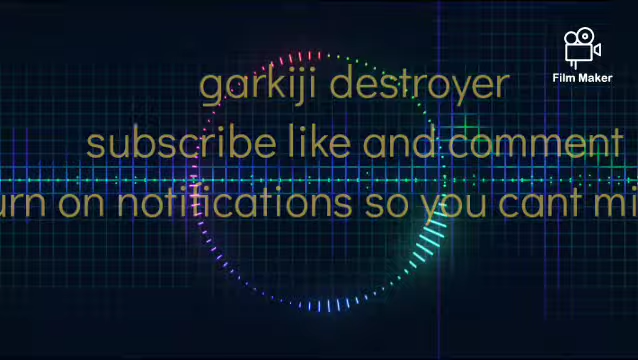 Film Maker
garkiji destroyer
subscribe like and comment
urn on notifications so you cant mi